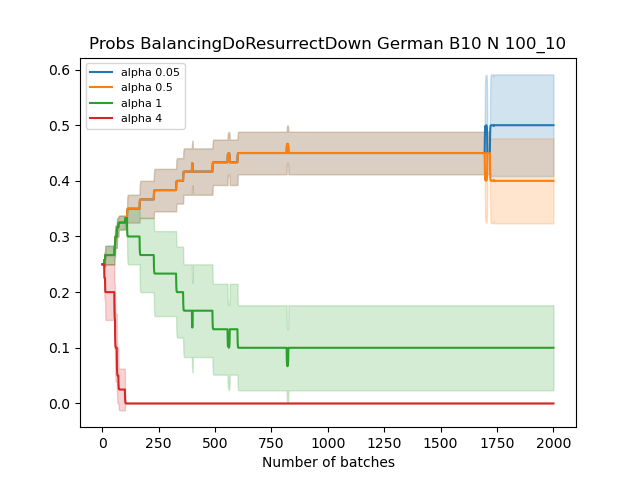 Probs BalancingDoResurrectDown German B10 N 100_10
alpha 0.05
alpha 0.5
alpha 1
alpha 4
0.6
0.5
0.4
0.3
0.2
0.1
0.0
0 250 500 750 1000 1250 1500 1750 2000
Number of batches